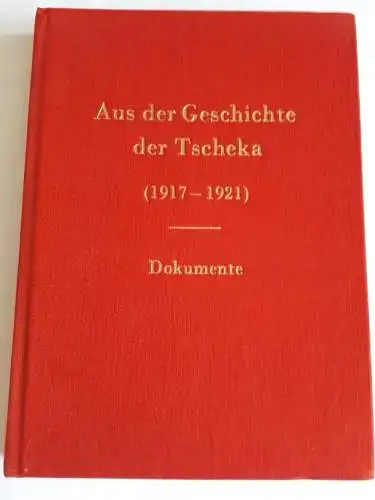 Aus der Geschichte
der Tscheka
(1917–1921)
Dokumente